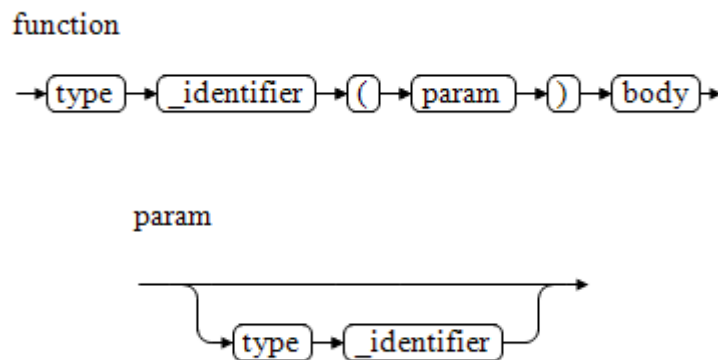 function
type _identifier ( param ) body
param
type _identifier